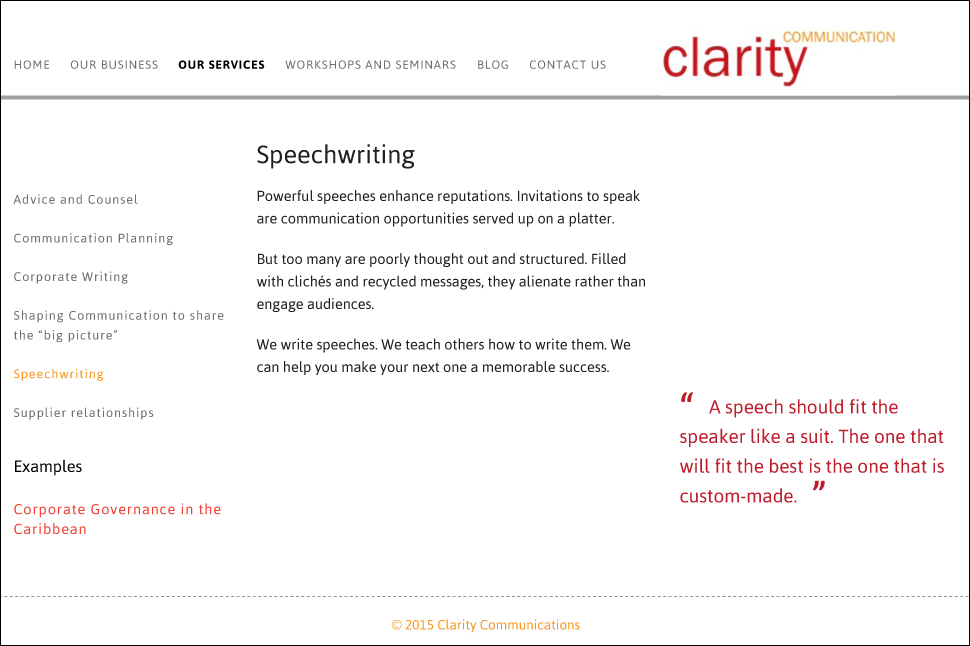 HOME OUR BUSINESS OUR SERVICES WORKSHOPS AND SEMINARS BLOG CONTACT US
clarity COMMUNICATION
Advice and Counsel
Communication Planning
Corporate Writing
Shaping Communication to share
the “big picture”
Speechwriting
Supplier relationships
Examples
Corporate Governance in the
Caribbean
Speechwriting
Powerful speeches enhance reputations. Invitations to speak
are communication opportunities served up on a platter.
But too many are poorly thought out and structured. Filled
with clichés and recycled messages, they alienate rather than
engage audiences.
We write speeches. We teach others how to write them. We
can help you make your next one a memorable success.
“ A speech should fit the
speaker like a suit. The one that
will fit the best is the one that is
custom-made. ”
© 2015 Clarity Communications